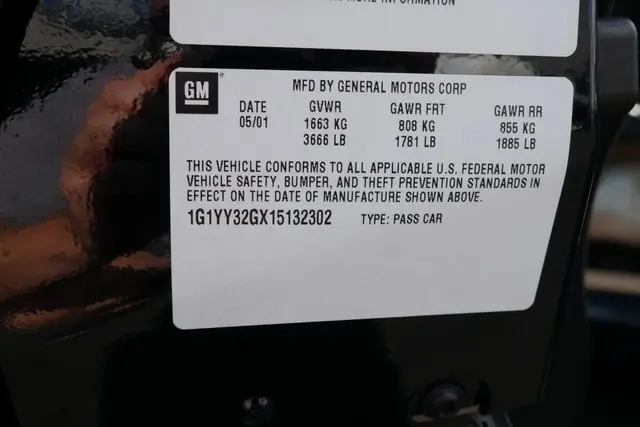 MORE INFORMATION
GM
MFD BY GENERAL MOTORS CORP
DATE GVWR GAWR FRT GAWR RR
05/01 1663 KG 808 KG 855 KG
3666 LB 1781 LB 1885 LB
THIS VEHICLE CONFORMS TO ALL APPLICABLE U.S. FEDERAL MOTOR
VEHICLE SAFETY, BUMPER, AND THEFT PREVENTION STANDARDS IN
EFFECT ON THE DATE OF MANUFACTURE SHOWN ABOVE.
1G1YY32GX15132302 TYPE: PASS CAR